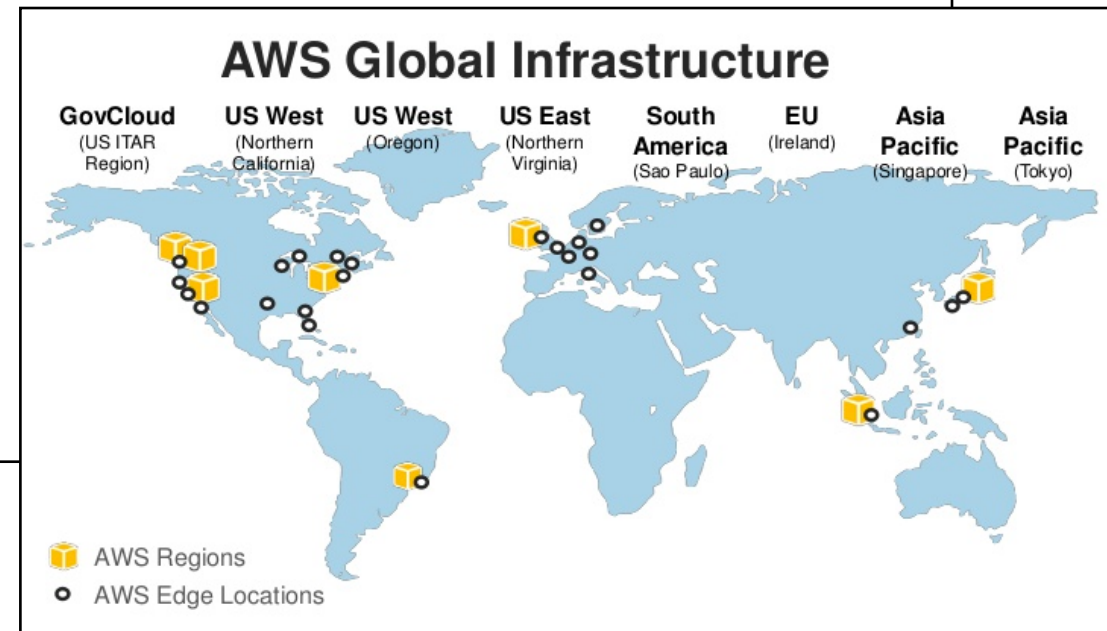 AWS Global Infrastructure
GovCloud
(US ITAR
Region)
US West
(Northern
California)
US West
(Oregon)
US East
(Northern
Virginia)
South
America
(Sao Paulo)
EU
(Ireland)
Asia
Pacific
(Singapore)
Asia
Pacific
(Tokyo)
AWS Regions
AWS Edge Locations